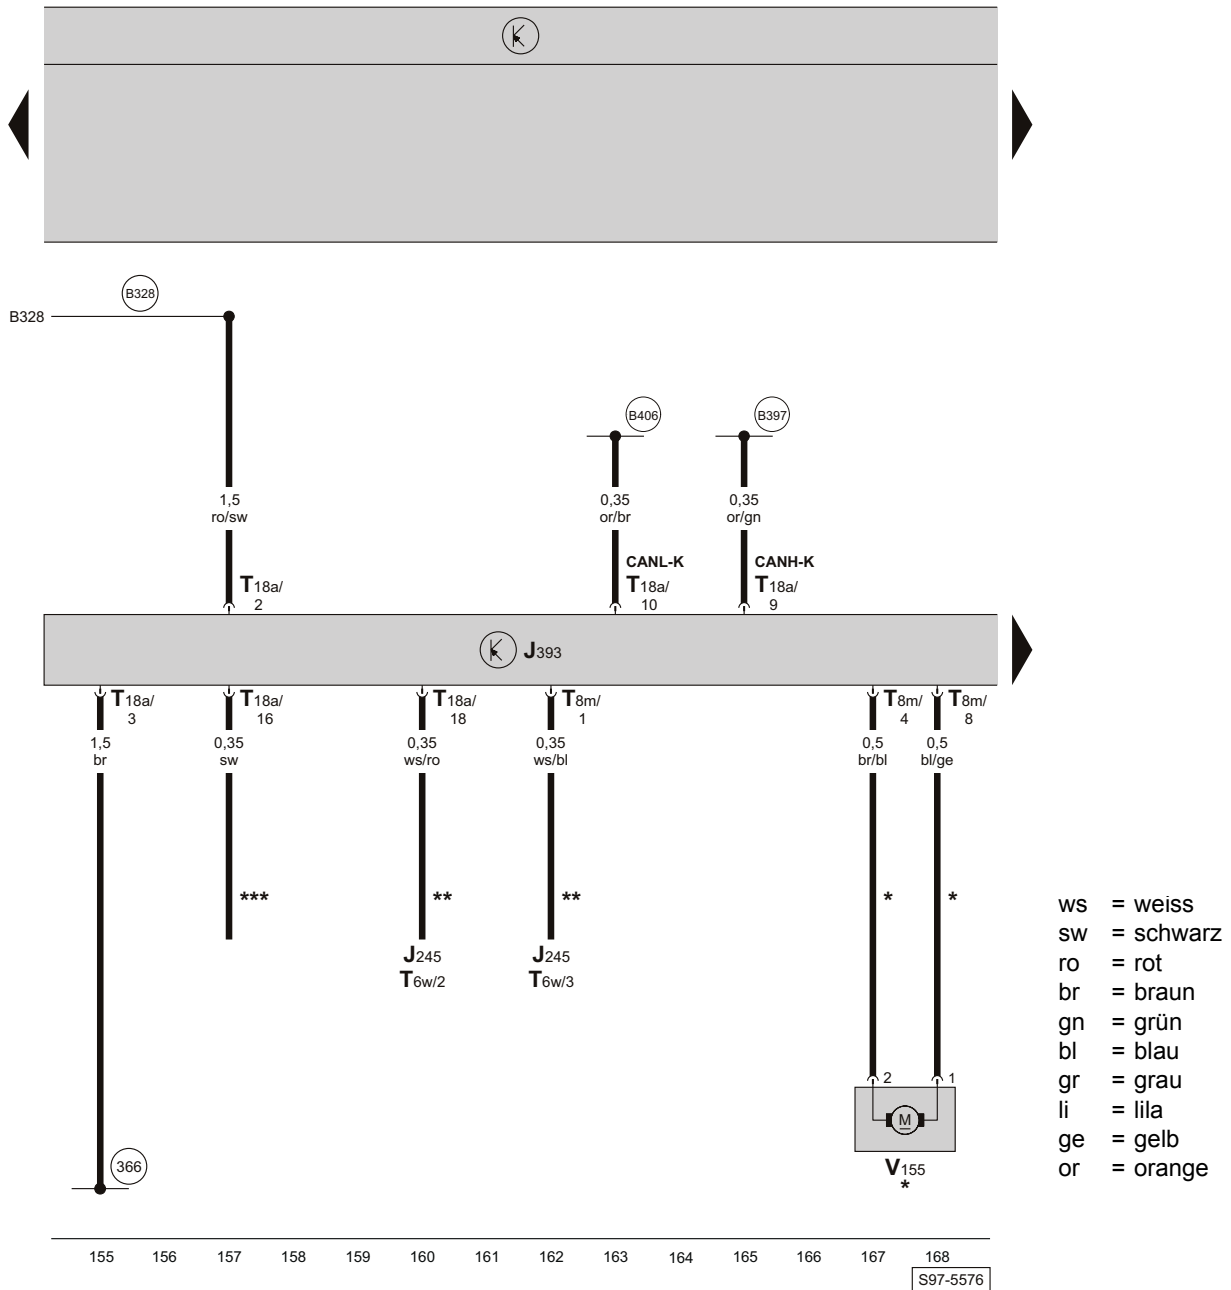 B328
B328
B406
B397
1,5
ro/sw
0,35
or/br
0,35
or/gn
CANL-K
CANH-K
T18a/
2
T18a/
10
T18a/
9
J393
T18a/
3
T18a/
16
T18a/
18
T8m/
1
T8m/
4
T8m/
8
1,5
br
0,35
sw
0,35
ws/ro
0,35
ws/bl
0,5
br/bl
0,5
bl/ge
***
**
**
*
*
J245
T6w/2
J245
T6w/3
2
1
M
V155
*
366
ws = weiss
sw = schwarz
ro = rot
br = braun
gn = grün
bl = blau
gr = grau
li = lila
ge = gelb
or = orange
155 156 157 158 159 160 161 162 163 164 165 166 167 168
S97-5576